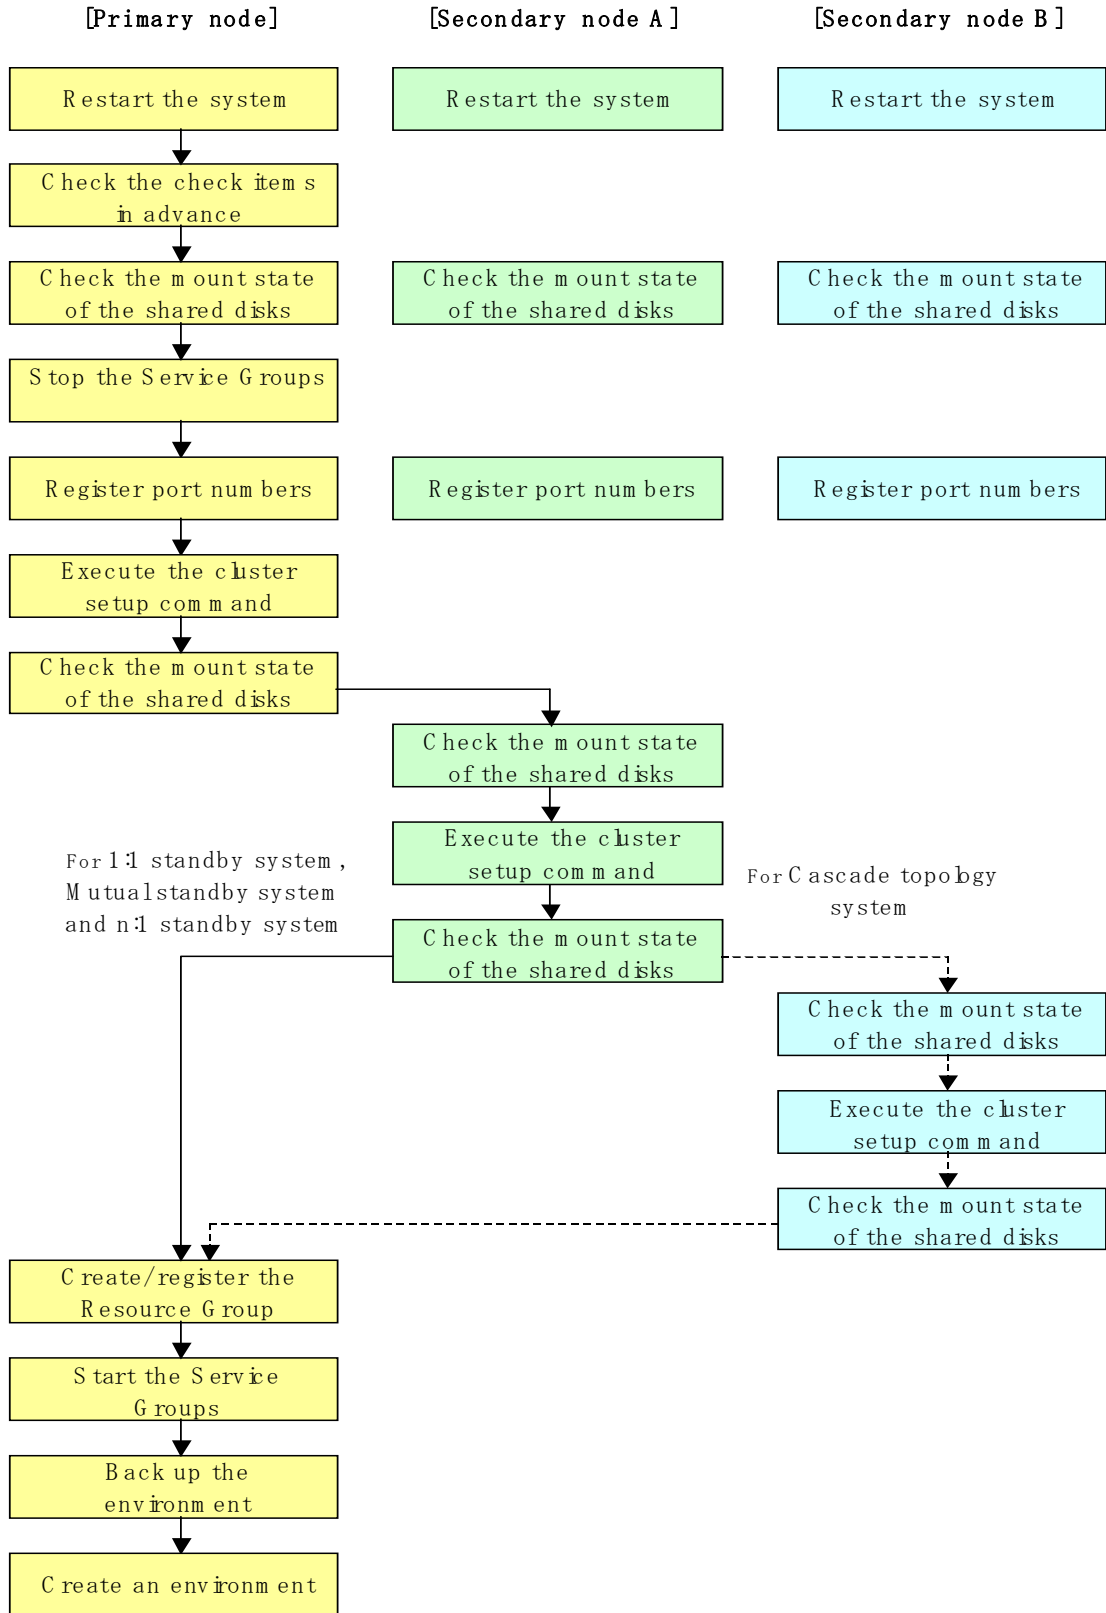 [Primary node]
[Secondary node A]
[Secondary node B]
Restart the system
Restart the system
Restart the system
Check the check items
in advance
Check the mount state
of the shared disks
Check the mount state
of the shared disks
Check the mount state
of the shared disks
Stop the Service Groups
Register port numbers
Register port numbers
Register port numbers
Execute the cluster
setup command
Check the mount state
of the shared disks
Check the mount state
of the shared disks
Execute the cluster
setup command
For 1:1 standby system,
Mutual standby system
and n:1 standby system
For Cascade topology
system
Check the mount state
of the shared disks
Check the mount state
of the shared disks
Execute the cluster
setup command
Check the mount state
of the shared disks
Create/register the
Resource Group
Start the Service
Groups
Back up the
environment
Create an environment